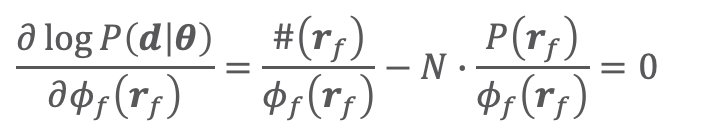 ∂ log P(d|θ) / ∂ϕ_f(r_f) = #(r_f) / ϕ_f(r_f) − N · P(r_f) / ϕ_f(r_f) = 0